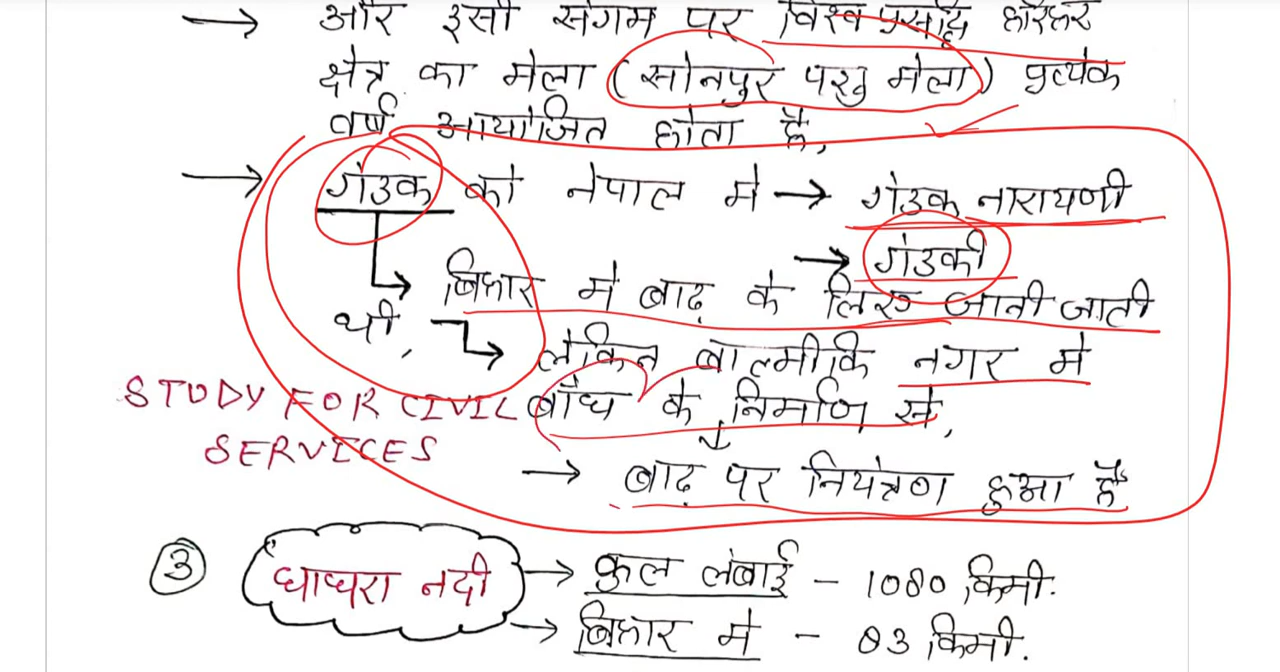 → और इसी संगम पर विश्व प्रसिद्ध हरिहर
क्षेत्र का मेला (सोनपुर पशु मेला) प्रत्येक
वर्ष आयोजित होता है,
→ गंडक को नेपाल मे → गंडक नारायणी
→ गंडकी
↳ बिहार मे बाढ़ के लिए जानी जाती
थी, ↳ लेकिन बाल्मीकि नगर मे
STUDY FOR CIVIL बाँध के निर्माण से,
SERVICES
→ बाढ़ पर नियंत्रण हुआ है
③ घाघरा नदी → कुल लंबाई - 1080 किमी.
→ बिहार मे - 83 किमी.